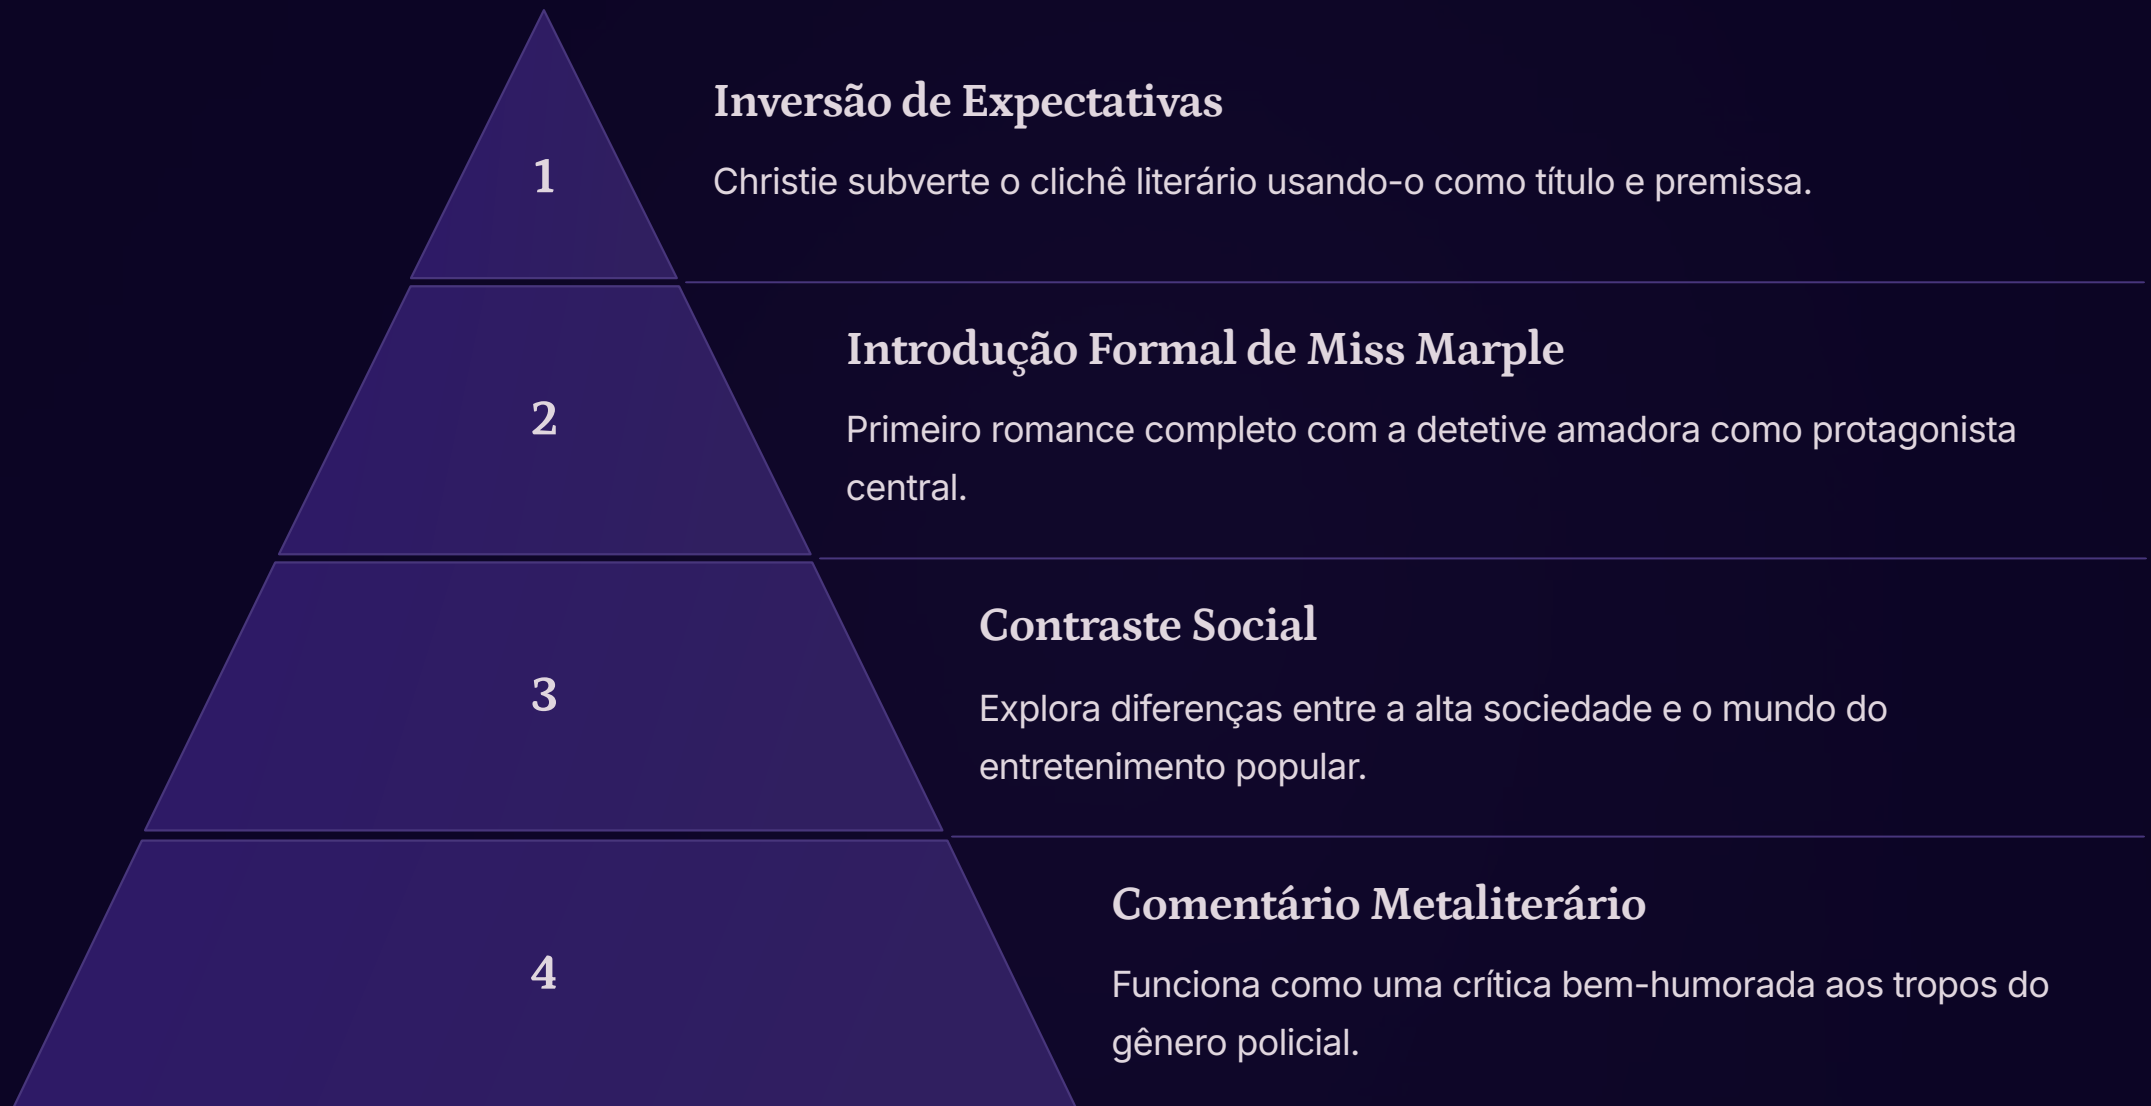 Inversão de Expectativas
1
Christie subverte o clichê literário usando-o como título e premissa.
Introdução Formal de Miss Marple
2
Primeiro romance completo com a detetive amadora como protagonista
central.
Contraste Social
3
Explora diferenças entre a alta sociedade e o mundo do
entretenimento popular.
Comentário Metaliterário
4
Funciona como uma crítica bem-humorada aos tropos do
gênero policial.